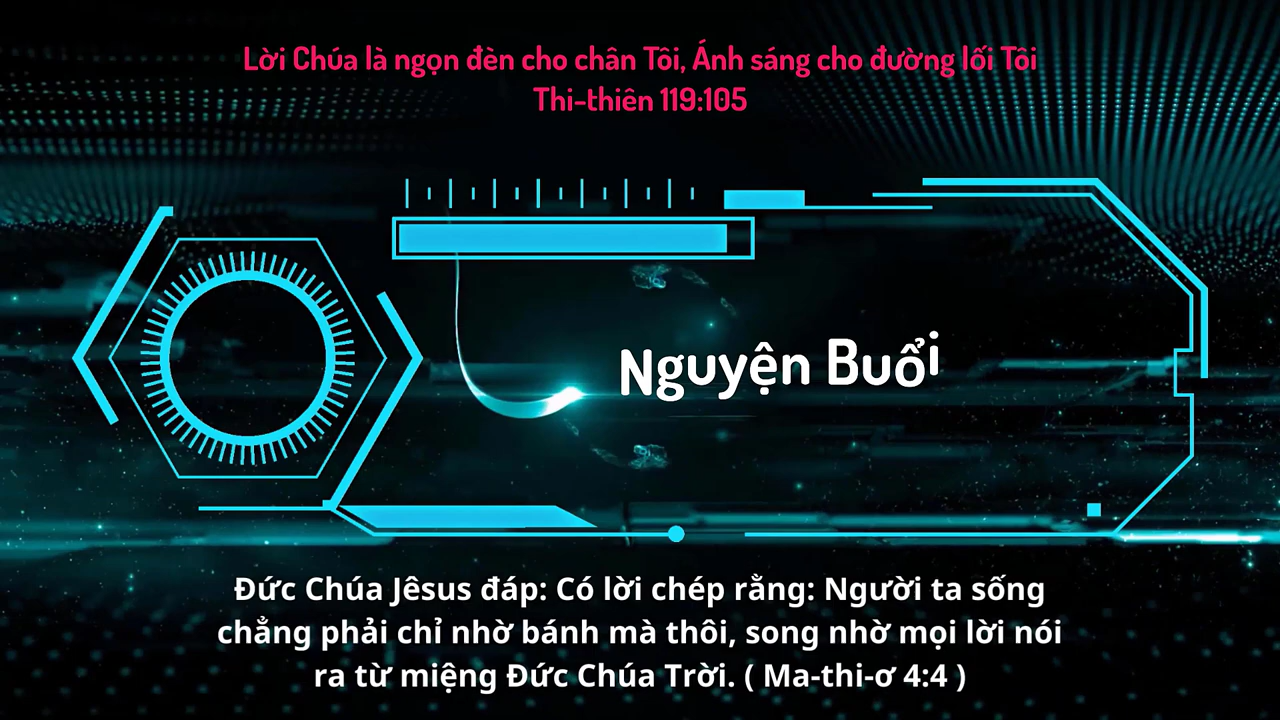 Lời Chúa là ngọn đèn cho chân Tôi, Ánh sáng cho đường lối Tôi
Thi-thiên 119:105
Nguyện Buổi
Đức Chúa Jêsus đáp: Có lời chép rằng: Người ta sống
chẳng phải chỉ nhờ bánh mà thôi, song nhờ mọi lời nói
ra từ miệng Đức Chúa Trời. ( Ma-thi-ơ 4:4 )